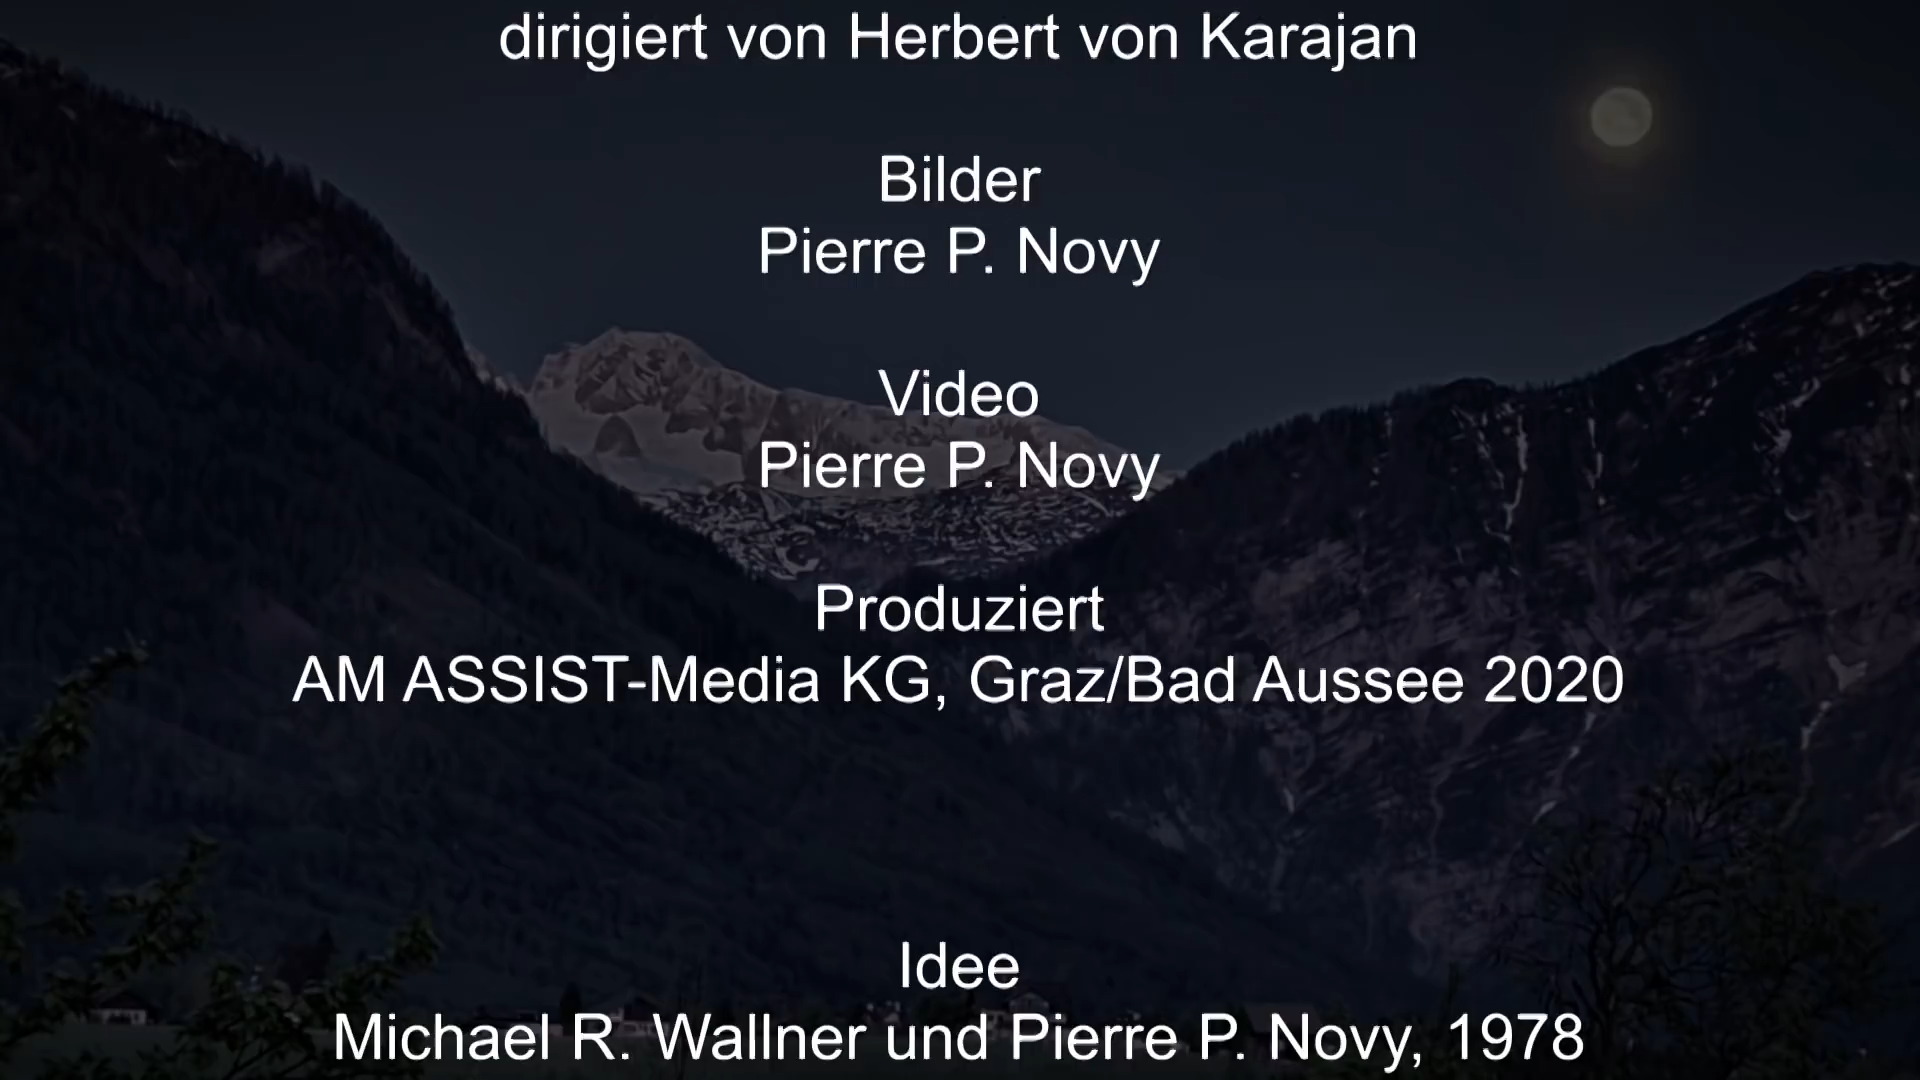 dirigiert von Herbert von Karajan
Bilder
Pierre P. Novy
Video
Pierre P. Novy
Produziert
AM ASSIST-Media KG, Graz/Bad Aussee 2020
Idee
Michael R. Wallner und Pierre P. Novy, 1978